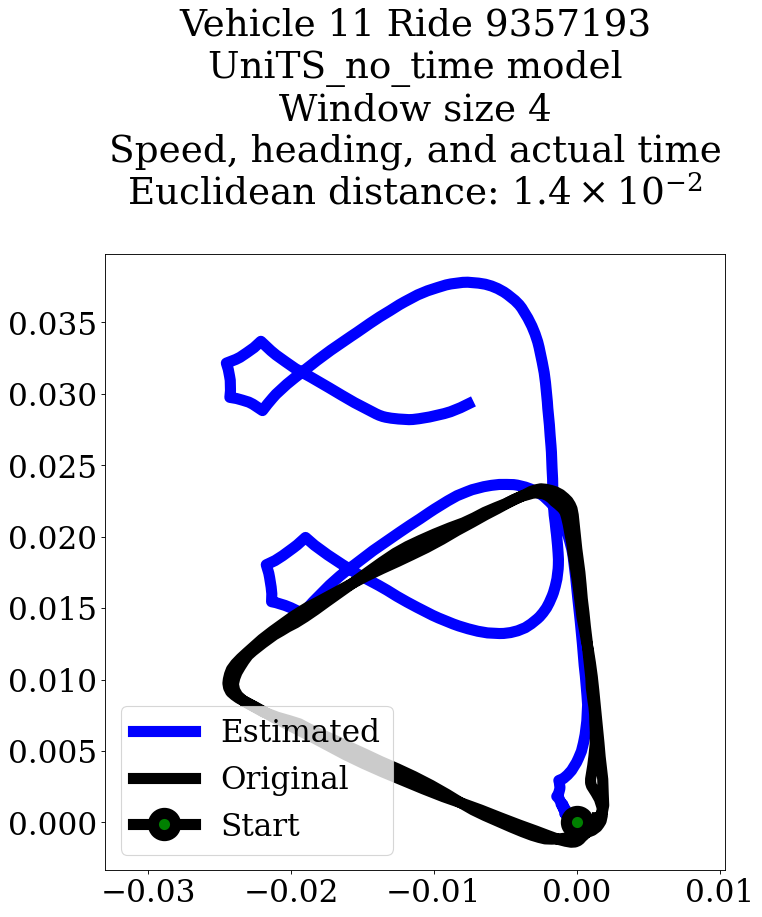 Vehicle 11 Ride 9357193
UniTS_no_time model
Window size 4
Speed, heading, and actual time
Euclidean distance: 1.4 × 10⁻²
0.035
0.030
0.025
0.020
0.015
0.010
0.005
0.000
Estimated
Original
Start
−0.03 −0.02 −0.01 0.00 0.01